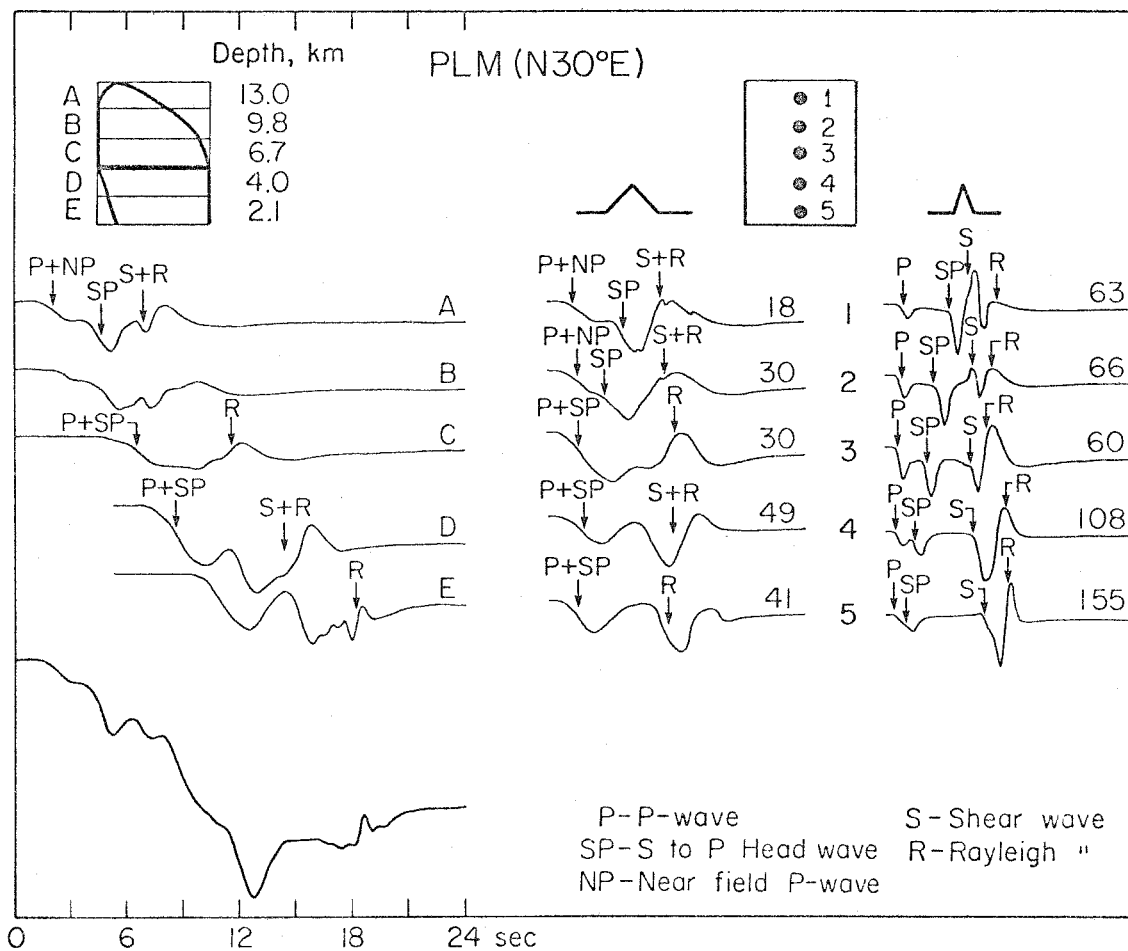 Depth, km
PLM (N30°E)
A 13.0
B 9.8
C 6.7
D 4.0
E 2.1
1
2
3
4
5
P+NP SP S+R A
P+NP SP S+R 18
1
P SP S R 63
B
P+NP SP 30 S+R
2
P SP S R 66
P+SP R C
P+SP R 30
3
P SP S R 60
P+SP S+R D
P+SP S+R 49
4
P SP S R 108
E R
P+SP R 41
5
P SP S R 155
P-P-wave
SP-S to P Head wave
NP-Near field P-wave
S-Shear wave
R-Rayleigh "
0 6 12 18 24 sec